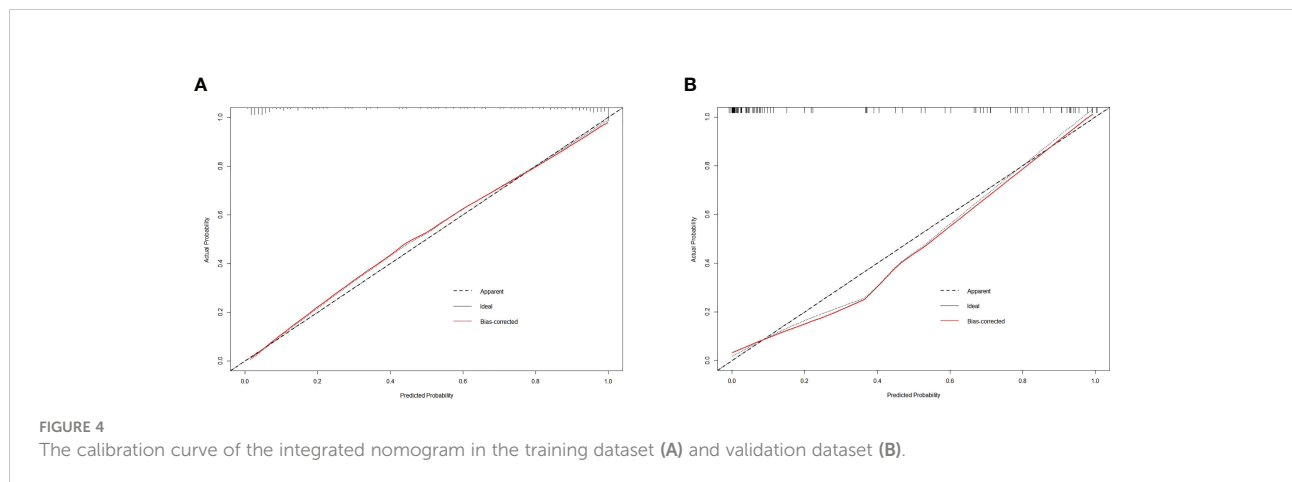 A
B
1.0
0.8
0.6
0.4
0.2
0.0
Actual Probability
Apparent
Ideal
Bias-corrected
0.0 0.2 0.4 0.6 0.8 1.0
Predicted Probability
1.0
0.8
0.6
0.4
0.2
0.0
Actual Probability
Apparent
Ideal
Bias-corrected
0.0 0.2 0.4 0.6 0.8 1.0
Predicted Probability
FIGURE 4
The calibration curve of the integrated nomogram in the training dataset (A) and validation dataset (B).